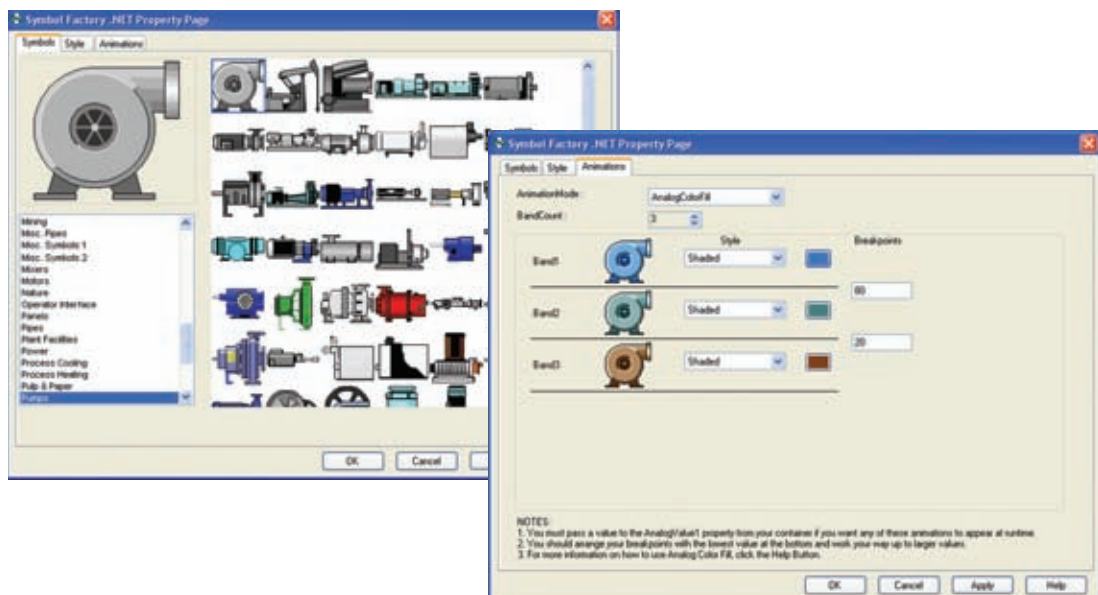 Symbol Factory .NET Property Page
Symbols Style Animations
Mining
Misc. Pipes
Misc. Symbols 1
Misc. Symbols 2
Mixers
Motors
Nature
Operator Interface
Panels
Pipes
Plant Facilities
Power
Process Cooling
Process Heating
Pulp & Paper
Pumps
OK Cancel
Symbol Factory .NET Property Page
Symbols Style Animations
AnimationMode: AnalogColorFill
BandCount: 3
Style Breakpoints
Band1 Shaded
80
Band2 Shaded
20
Band3 Shaded
NOTES:
1. You must pass a value to the AnalogValue1 property from your container if you want any of these animations to appear at runtime.
2. You should arrange your breakpoints with the lowest value at the bottom and work your way up to larger values.
3. For more information on how to use Analog Color Fill, click the Help Button.
OK Cancel Apply Help